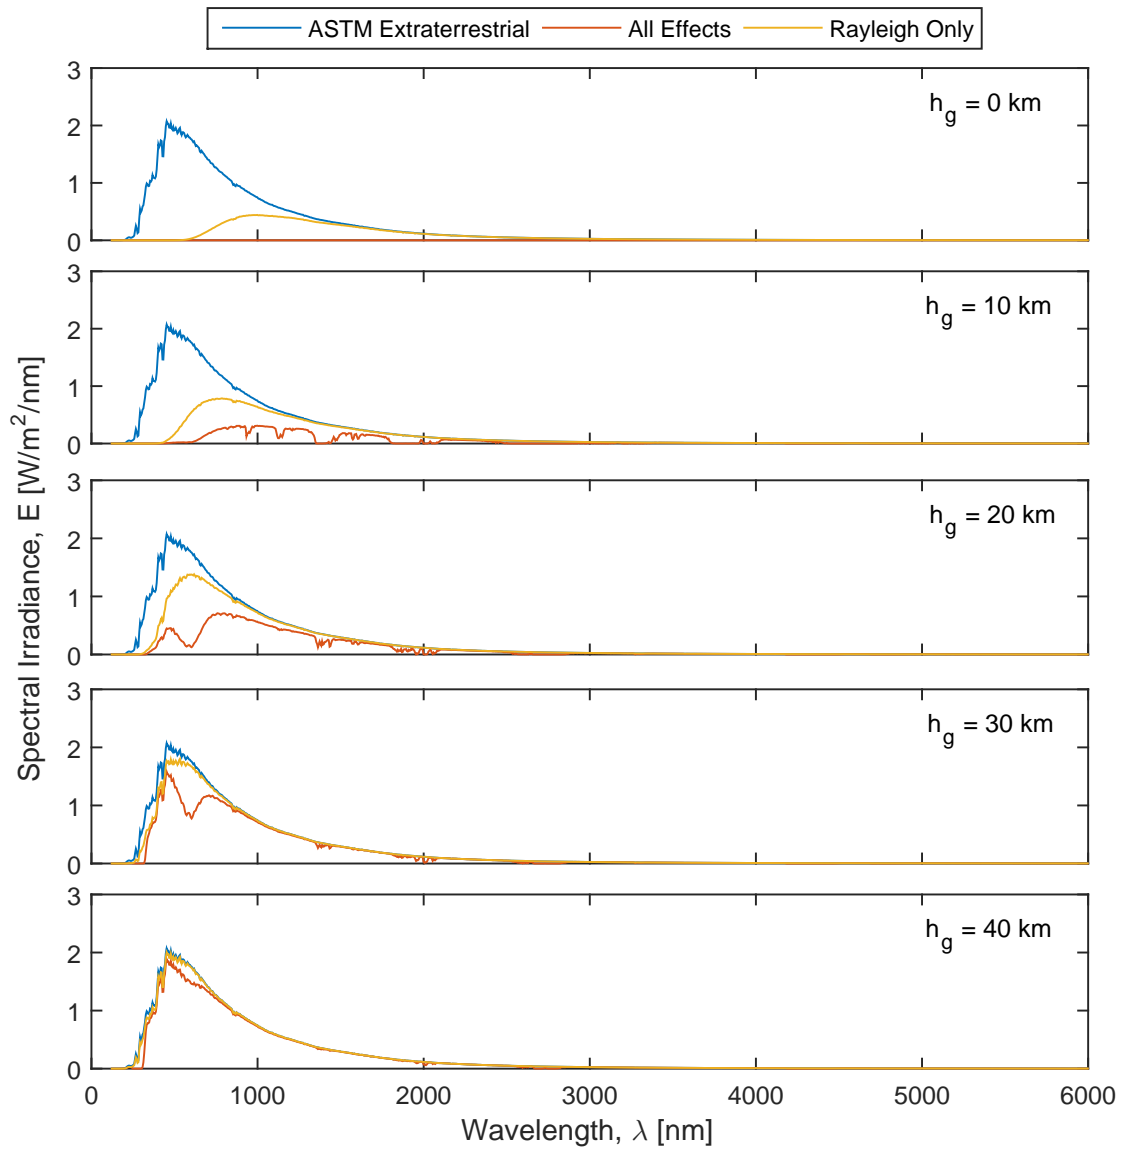 ASTM Extraterrestrial All Effects Rayleigh Only
3
2
1
0
h_g = 0 km
3
2
1
0
h_g = 10 km
3
2
1
0
h_g = 20 km
3
2
1
0
h_g = 30 km
3
2
1
0
h_g = 40 km
0 1000 2000 3000 4000 5000 6000
Wavelength, λ [nm]
Spectral Irradiance, E [W/m²/nm]